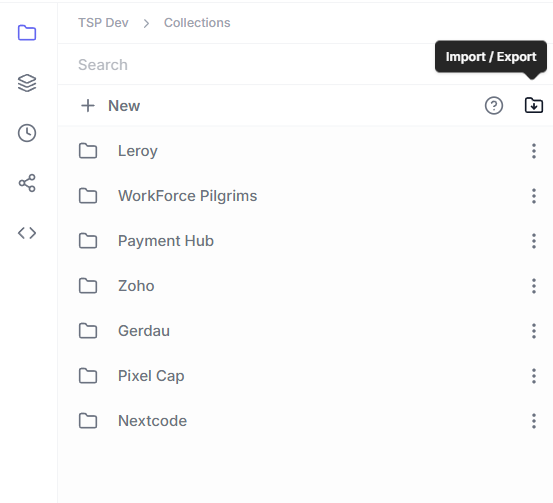 TSP Dev > Collections
Search
Import / Export
New
Leroy
WorkForce Pilgrims
Payment Hub
Zoho
Gerdau
Pixel Cap
Nextcode